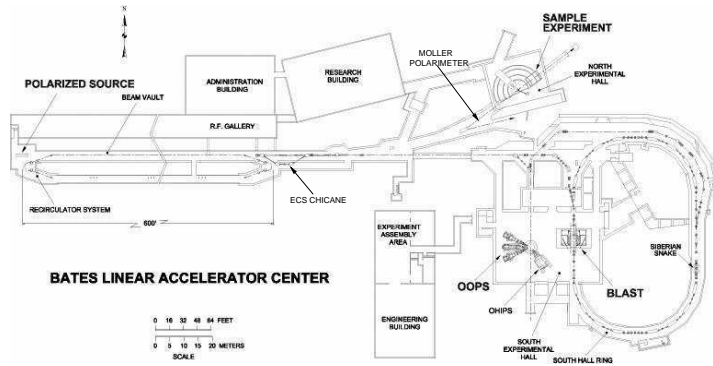 N
S
SAMPLE
EXPERIMENT
MOLLER
POLARIMETER
NORTH
EXPERIMENTAL
HALL
RESEARCH
BUILDING
ADMINISTRATION
BUILDING
POLARIZED SOURCE
BEAM VAULT
R.F. GALLERY
ECS CHICANE
RECIRCULATOR SYSTEM
600'
EXPERIMENT
ASSEMBLY
AREA
SIBERIAN
SNAKE
BATES LINEAR ACCELERATOR CENTER
OOPS
BLAST
OHIPS
ENGINEERING
BUILDING
SOUTH
EXPERIMENTAL
HALL
SOUTH HALL RING
0 16 32 48 64 FEET
0 5 10 15 20 METERS
SCALE